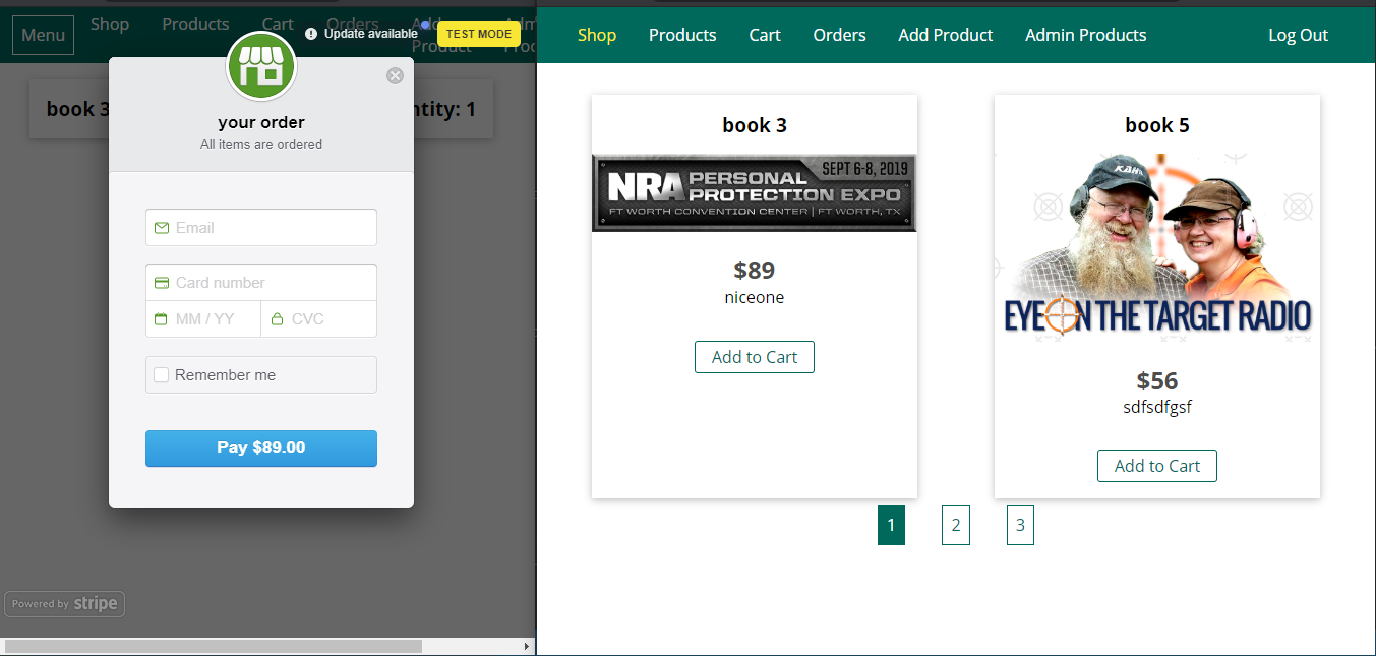 Menu
Shop
Products
Cart
Orders
Add
Product
Update available
TEST MODE
book 3
ntity: 1
your order
All items are ordered
Email
Card number
MM / YY
CVC
Remember me
Pay $89.00
Powered by stripe
Shop
Products
Cart
Orders
Add Product
Admin Products
Log Out
book 3
SEPT 6-8, 2019
NRA PERSONAL
PROTECTION EXPO
FT WORTH CONVENTION CENTER | FT WORTH, TX
$89
niceone
Add to Cart
book 5
KAHR
EYE ON THE TARGET RADIO
$56
sdfsdfgsf
Add to Cart
1
2
3